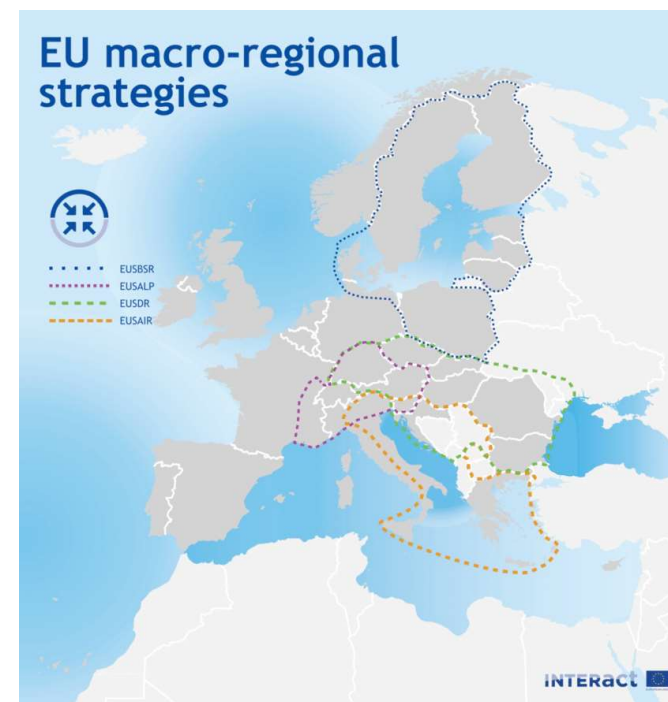 EU macro-regional
strategies
EUSBSR
EUSALP
EUSDR
EUSAIR
INTERact